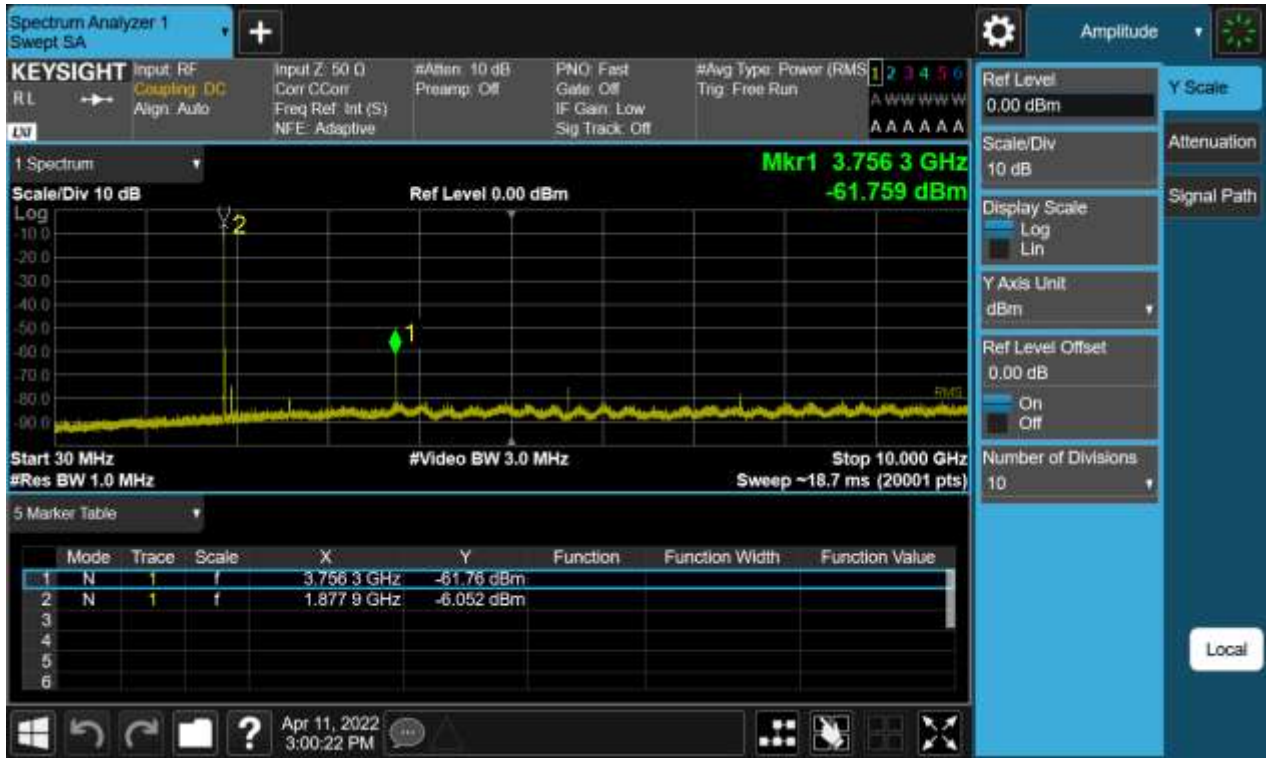 Spectrum Analyzer 1
Swept SA
+
Amplitude
KEYSIGHT
RL
LXI
Input: RF
Coupling: DC
Align: Auto
Input Z: 50 Ω
Corr CCorr
Freq Ref: Int (S)
NFE: Adaptive
#Atten: 10 dB
Preamp: Off
PNO: Fast
Gate: Off
IF Gain: Low
Sig Track: Off
#Avg Type: Power (RMS
Trig: Free Run
1 2 3 4 5 6
A W W W W W
A A A A A A
1 Spectrum
Mkr1 3.756 3 GHz
Scale/Div 10 dB
Ref Level 0.00 dBm
-61.759 dBm
Log
-10.0
-20.0
-30.0
-40.0
-50.0
-60.0
-70.0
-80.0
-90.0
2
1
RMS
Start 30 MHz
#Video BW 3.0 MHz
Stop 10.000 GHz
#Res BW 1.0 MHz
Sweep ~18.7 ms (20001 pts)
5 Marker Table
Mode Trace Scale X Y Function Function Width Function Value
1 N 1 f 3.756 3 GHz -61.76 dBm
2 N 1 f 1.877 9 GHz -6.052 dBm
3
4
5
6
Ref Level
0.00 dBm
Scale/Div
10 dB
Display Scale
Log
Lin
Y Axis Unit
dBm
Ref Level Offset
0.00 dB
On
Off
Number of Divisions
10
Y Scale
Attenuation
Signal Path
Local
?
Apr 11, 2022
3:00:22 PM